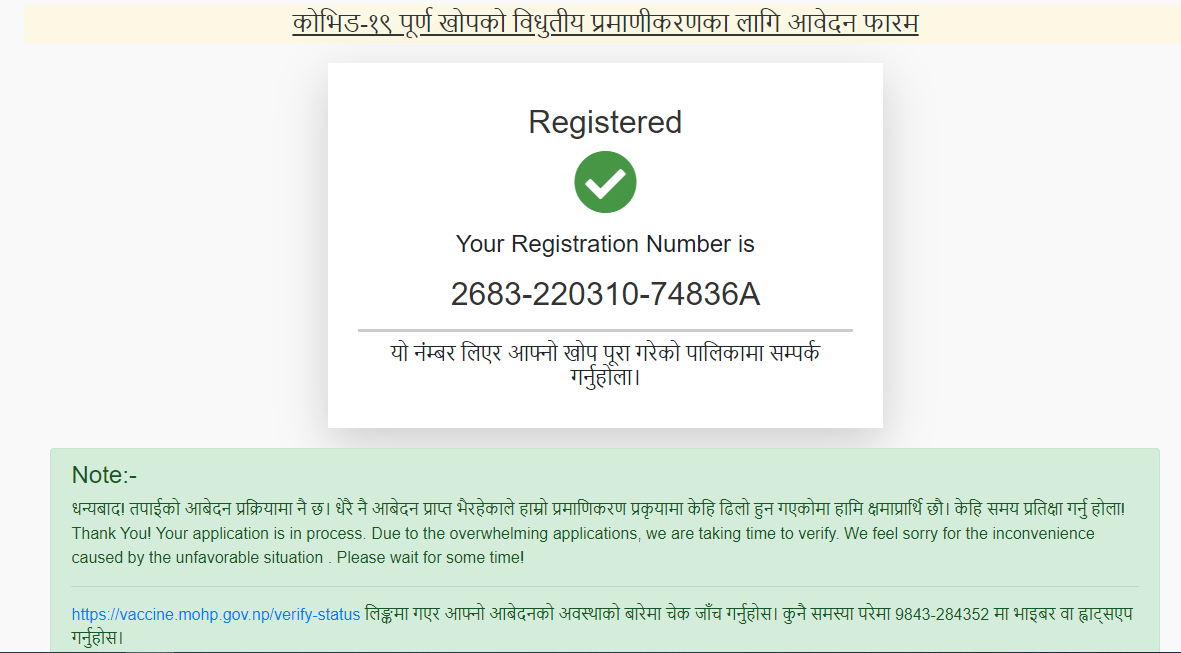 कोभिड-१९ पूर्ण खोपको विधुतीय प्रमाणीकरणका लागि आवेदन फारम
Registered
Your Registration Number is
2683-220310-74836A
यो नंम्बर लिएर आफ्नो खोप पूरा गरेको पालिकामा सम्पर्क
गर्नुहोला।
Note:-
धन्यबाद! तपाईको आबेदन प्रक्रियामा नै छ। धेरै नै आबेदन प्राप्त भैरहेकाले हाम्रो प्रमाणिकरण प्रकृयामा केहि ढिलो हुन गएकोमा हामि क्षमाप्रार्थि छौ। केहि समय प्रतिक्षा गर्नु होला!
Thank You! Your application is in process. Due to the overwhelming applications, we are taking time to verify. We feel sorry for the inconvenience
caused by the unfavorable situation . Please wait for some time!
https://vaccine.mohp.gov.np/verify-status लिङ्कमा गएर आफ्नो आबेदनको अवस्थाको बारेमा चेक जाँच गर्नुहोस। कुनै समस्या परेमा 9843-284352 मा भाइबर वा ह्वाट्सएप
गर्नुहोस।